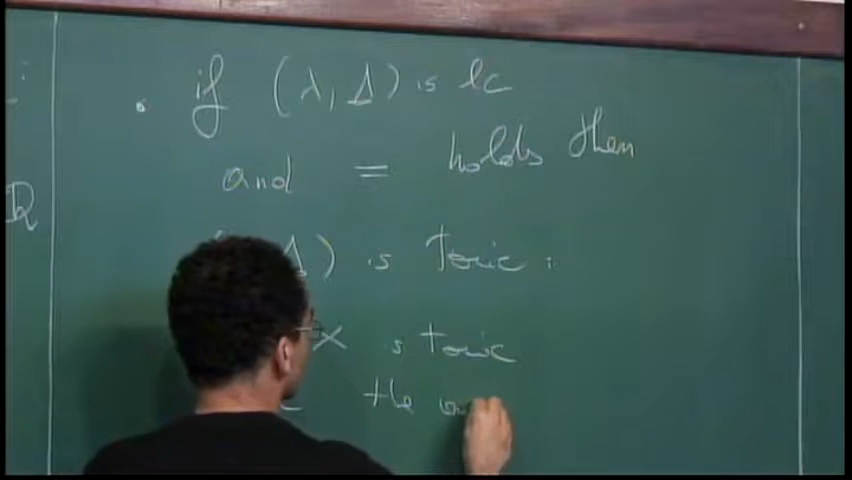 . if (λ, Δ) is lc
and = holds then
Δ) is Toric :
X is toric
the